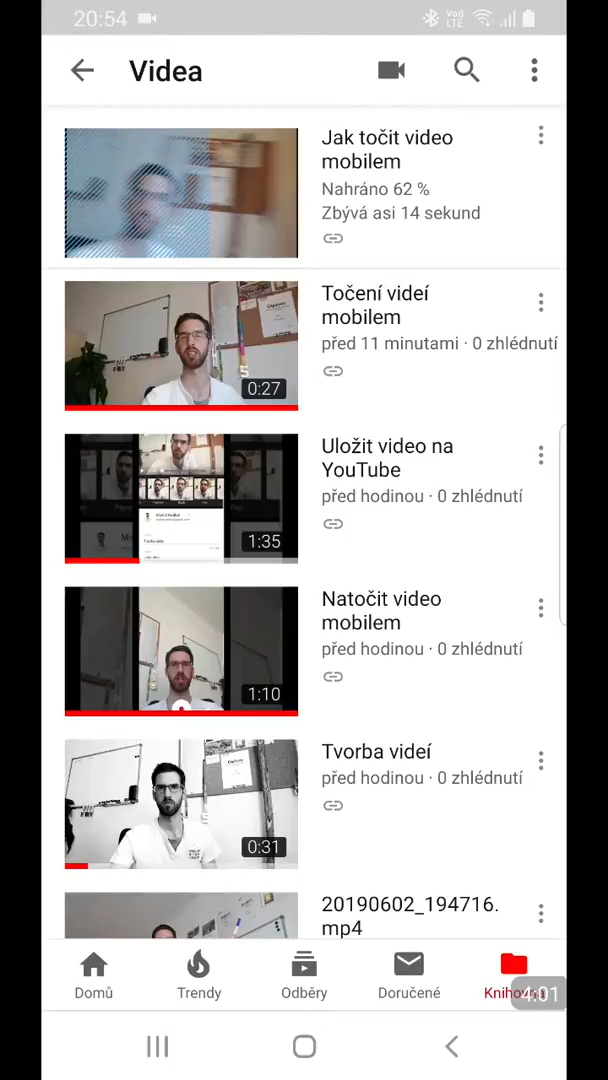 20:54
Vo))
LTE
Videa
Jak točit video
mobilem
Nahráno 62 %
Zbývá asi 14 sekund
Točení videí
mobilem
před 11 minutami · 0 zhlédnutí
0:27
Uložit video na
YouTube
před hodinou · 0 zhlédnutí
1:35
Natočit video
mobilem
před hodinou · 0 zhlédnutí
1:10
Tvorba videí
před hodinou · 0 zhlédnutí
0:31
20190602_194716.
mp4
Domů
Trendy
Odběry
Doručené
Knihovna
4:01